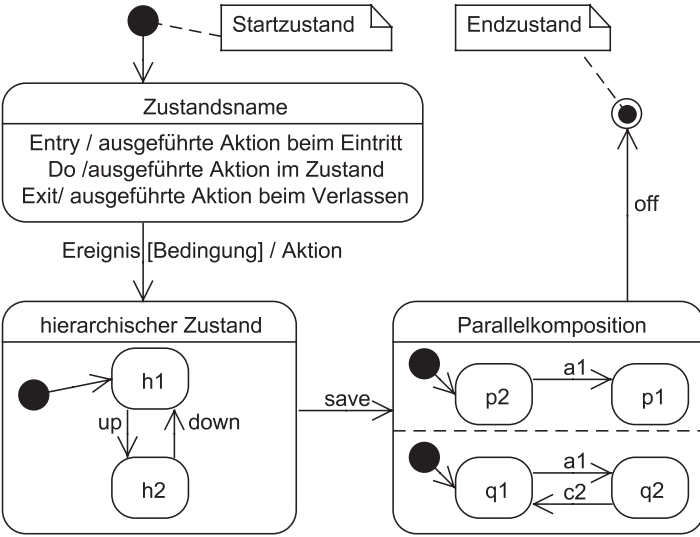 Startzustand
Endzustand
Zustandsname
Entry / ausgeführte Aktion beim Eintritt
Do /ausgeführte Aktion im Zustand
Exit/ ausgeführte Aktion beim Verlassen
off
Ereignis [Bedingung] / Aktion
hierarchischer Zustand
h1
up
down
h2
save
Parallelkomposition
p2
a1
p1
q1
a1
c2
q2